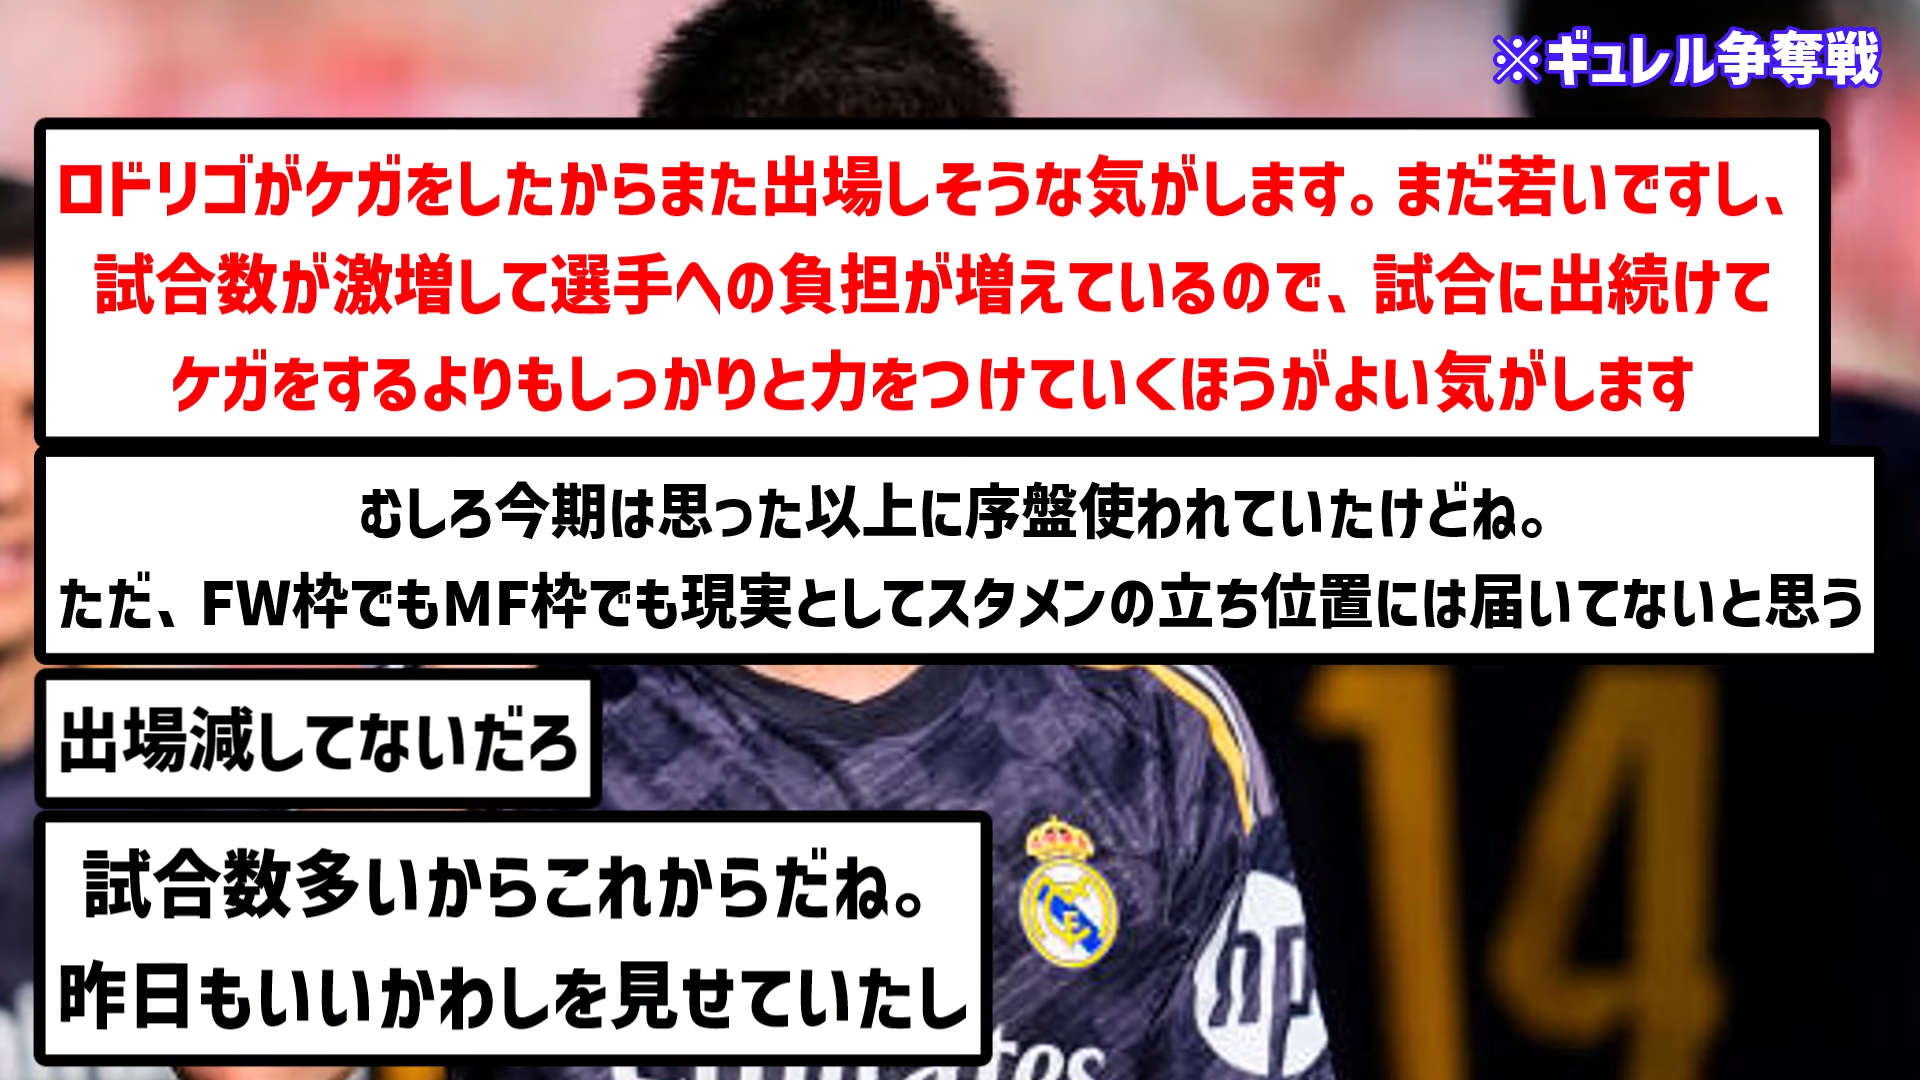 ※ギュレル争奪戦
ロドリゴがケガをしたからまた出場しそうな気がします。まだ若いですし、
試合数が激増して選手への負担が増えているので、試合に出続けて
ケガをするよりもしっかりと力をつけていくほうがよい気がします
むしろ今期は思った以上に序盤使われていたけどね。
ただ、FW枠でもMF枠でも現実としてスタメンの立ち位置には届いてないと思う
出場減してないだろ
試合数多いからこれからだね。
昨日もいいかわしを見せていたし
14
hp